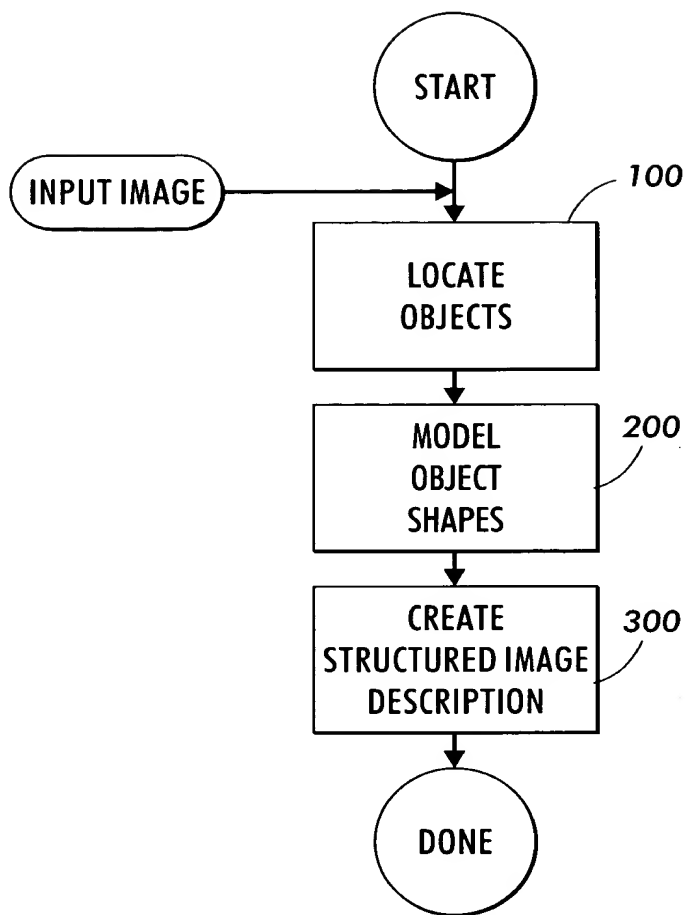 START
INPUT IMAGE
100
LOCATE
OBJECTS
MODEL
OBJECT
SHAPES
200
CREATE
STRUCTURED IMAGE
DESCRIPTION
300
DONE